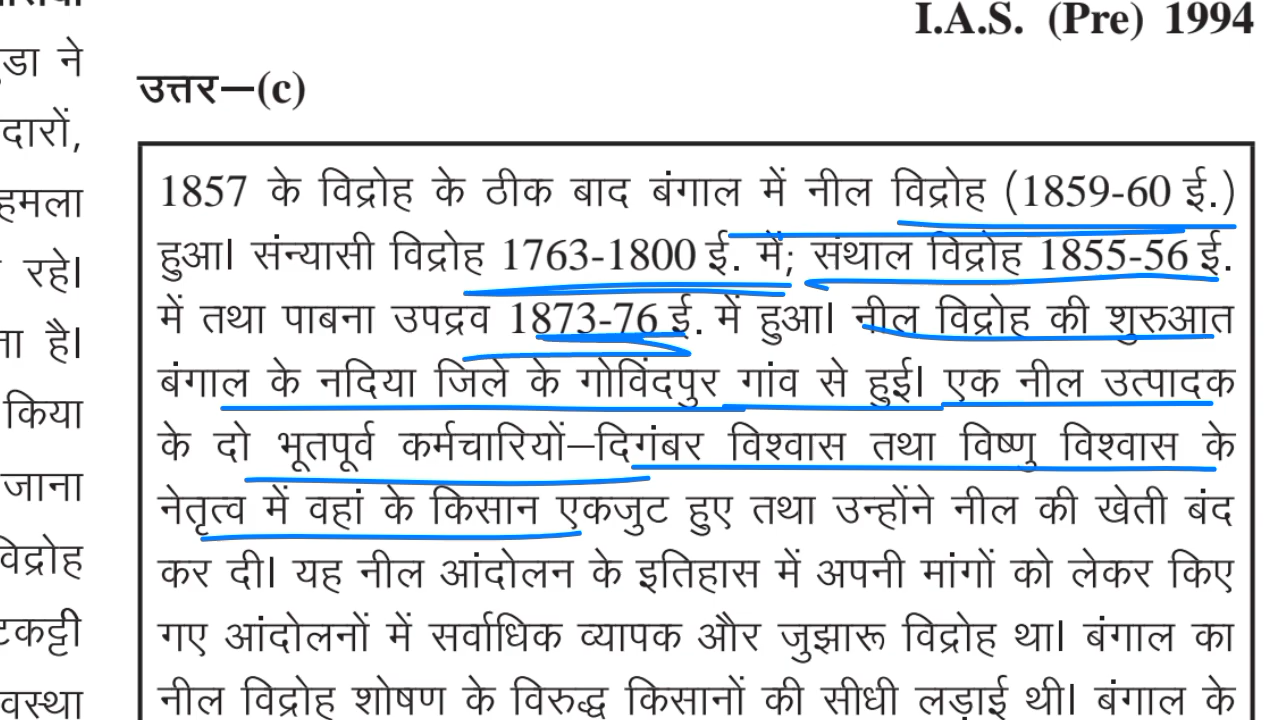 I.A.S. (Pre) 1994
उत्तर–(c)
1857 के विद्रोह के ठीक बाद बंगाल में नील विद्रोह (1859-60 ई.)
हुआ। संन्यासी विद्रोह 1763-1800 ई. में; संथाल विद्रोह 1855-56 ई.
में तथा पाबना उपद्रव 1873-76 ई. में हुआ। नील विद्रोह की शुरुआत
बंगाल के नदिया जिले के गोविंदपुर गांव से हुई। एक नील उत्पादक
के दो भूतपूर्व कर्मचारियों–दिगंबर विश्वास तथा विष्णु विश्वास के
नेतृत्व में वहां के किसान एकजुट हुए तथा उन्होंने नील की खेती बंद
कर दी। यह नील आंदोलन के इतिहास में अपनी मांगों को लेकर किए
गए आंदोलनों में सर्वाधिक व्यापक और जुझारू विद्रोह था। बंगाल का
नील विद्रोह शोषण के विरुद्ध किसानों की सीधी लड़ाई थी। बंगाल के
ने
दारों,
हमला
रहे।
है।
किया
जाना
विद्रोह